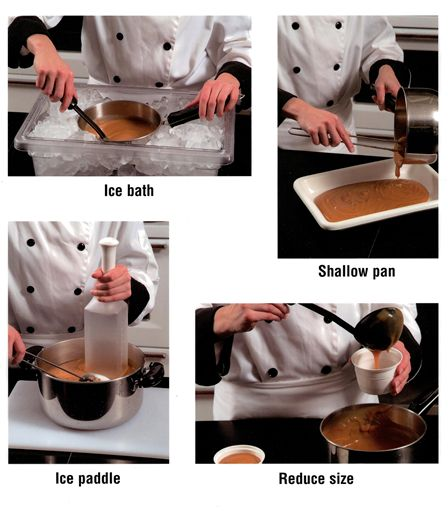 Ice bath
Shallow pan
Ice paddle
Reduce size